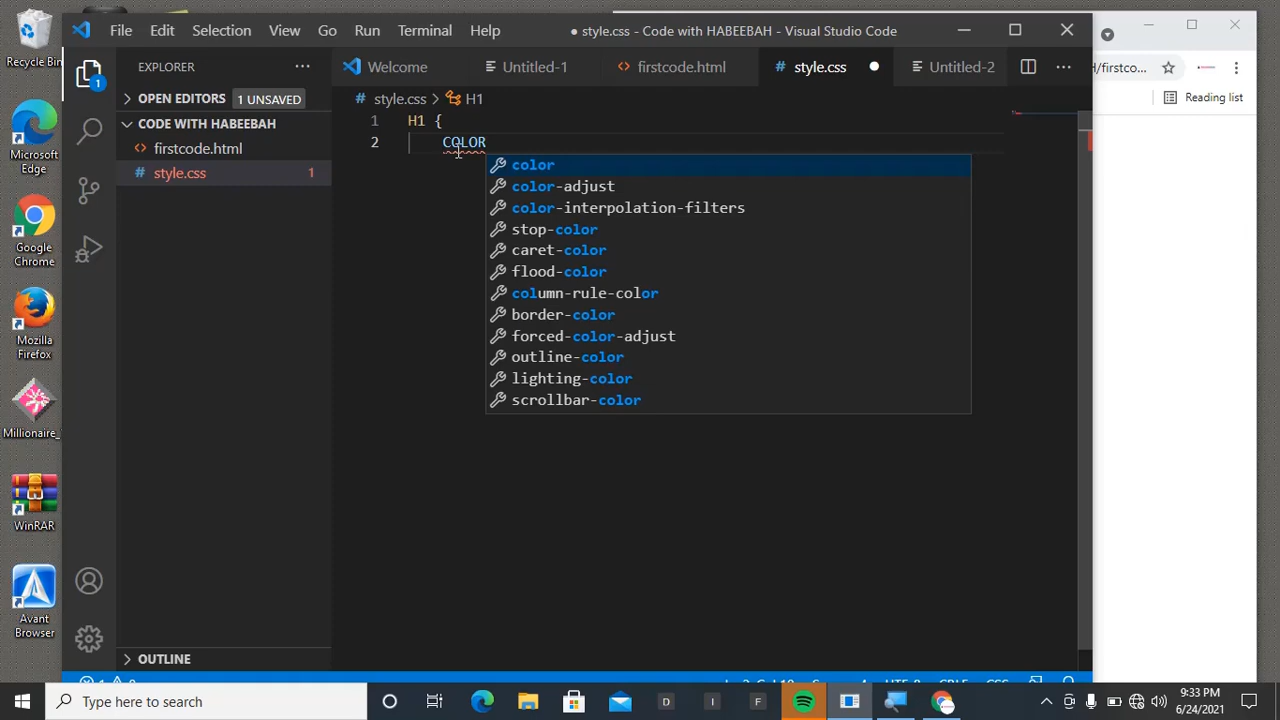 File Edit Selection View Go Run Terminal Help ● style.css - Code with HABEEBAH - Visual Studio Code
EXPLORER
Welcome Untitled-1 firstcode.html style.css Untitled-2
H/firstco...
Reading list
OPEN EDITORS 1 UNSAVED
style.css > H1
CODE WITH HABEEBAH
firstcode.html
style.css 1
1 H1 {
2 COLOR
color
color-adjust
color-interpolation-filters
stop-color
caret-color
flood-color
column-rule-color
border-color
forced-color-adjust
outline-color
lighting-color
scrollbar-color
OUTLINE
1
Recycle Bin
Microsoft
Edge
Google
Chrome
Mozilla
Firefox
Millionaire_
WinRAR
Avant
Browser
Type here to search
D
I
F
9:33 PM
6/24/2021